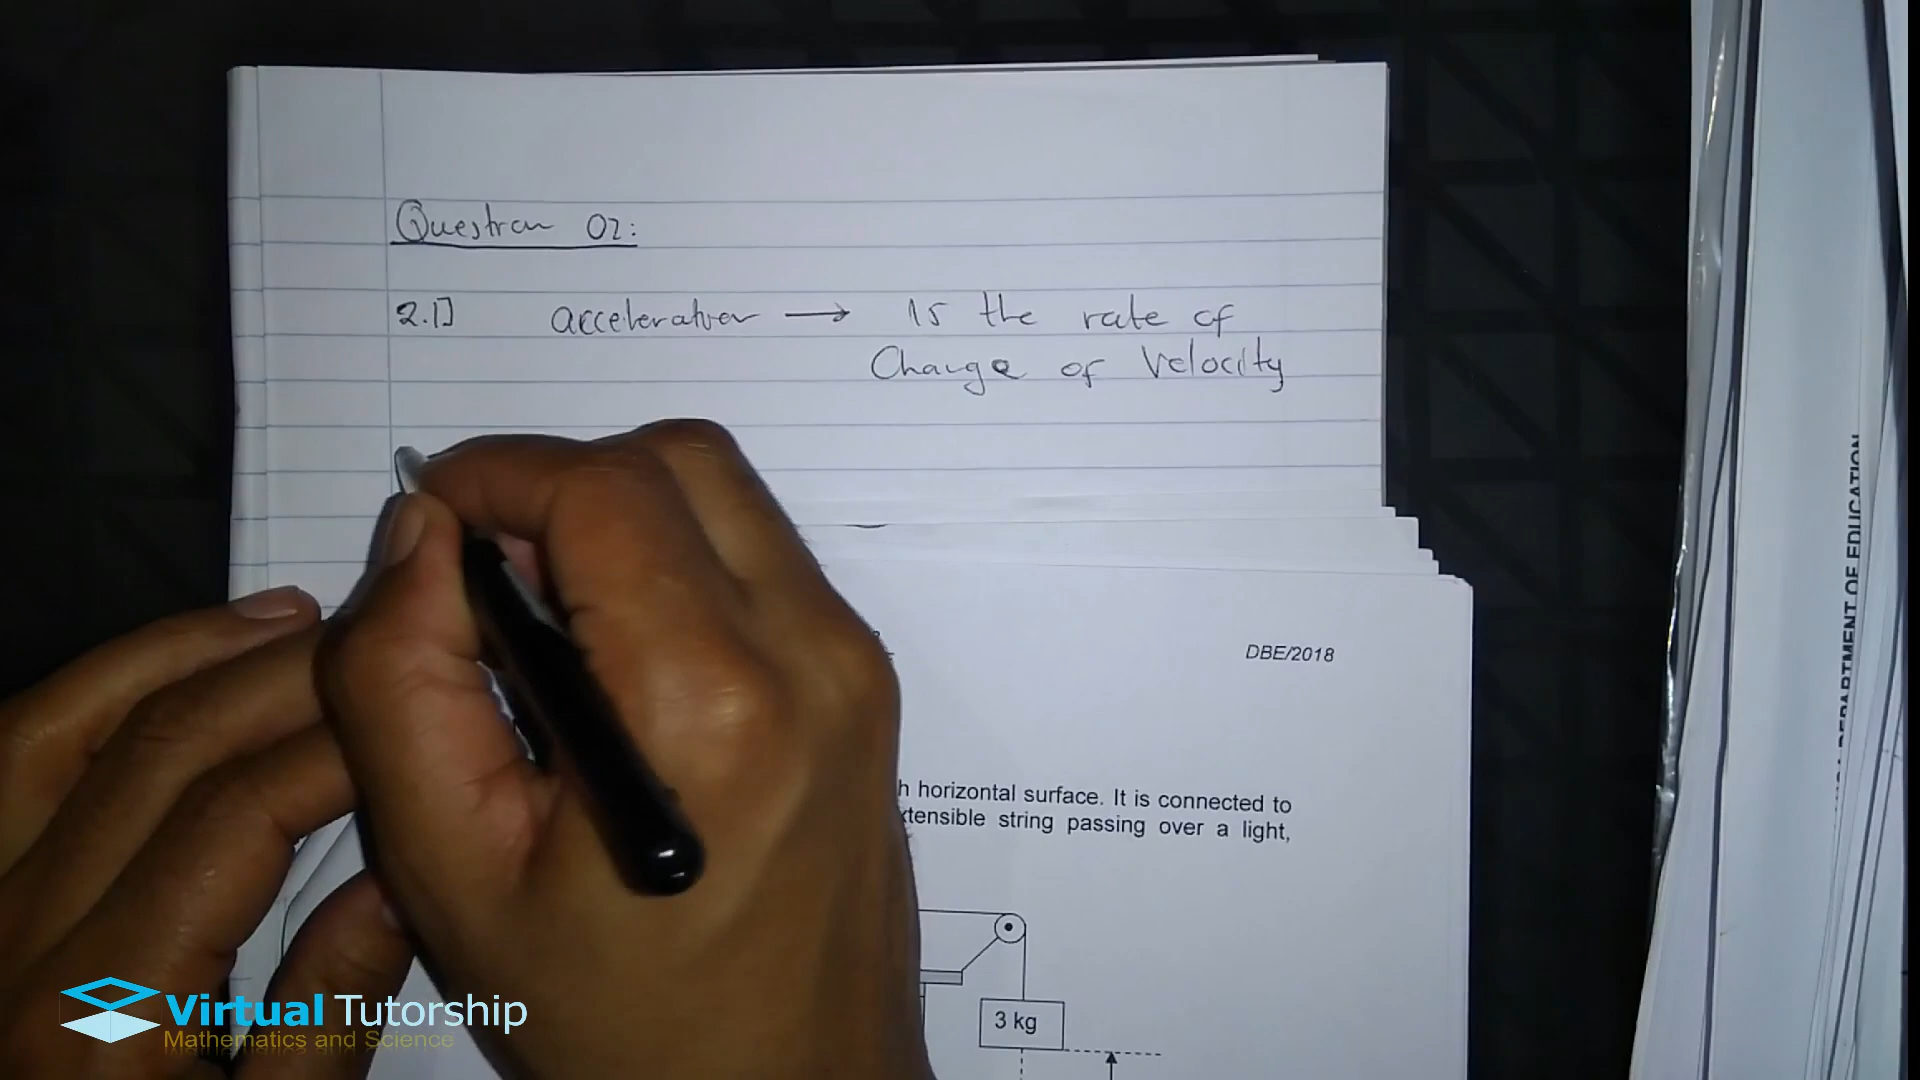 Question 02:
2.1] acceleration → Is the rate of
Change of Velocity
DBE/2018
h horizontal surface. It is connected to
xtensible string passing over a light,
3 kg
DEPARTMENT OF EDUCATION
Virtual Tutorship
Mathematics and Science